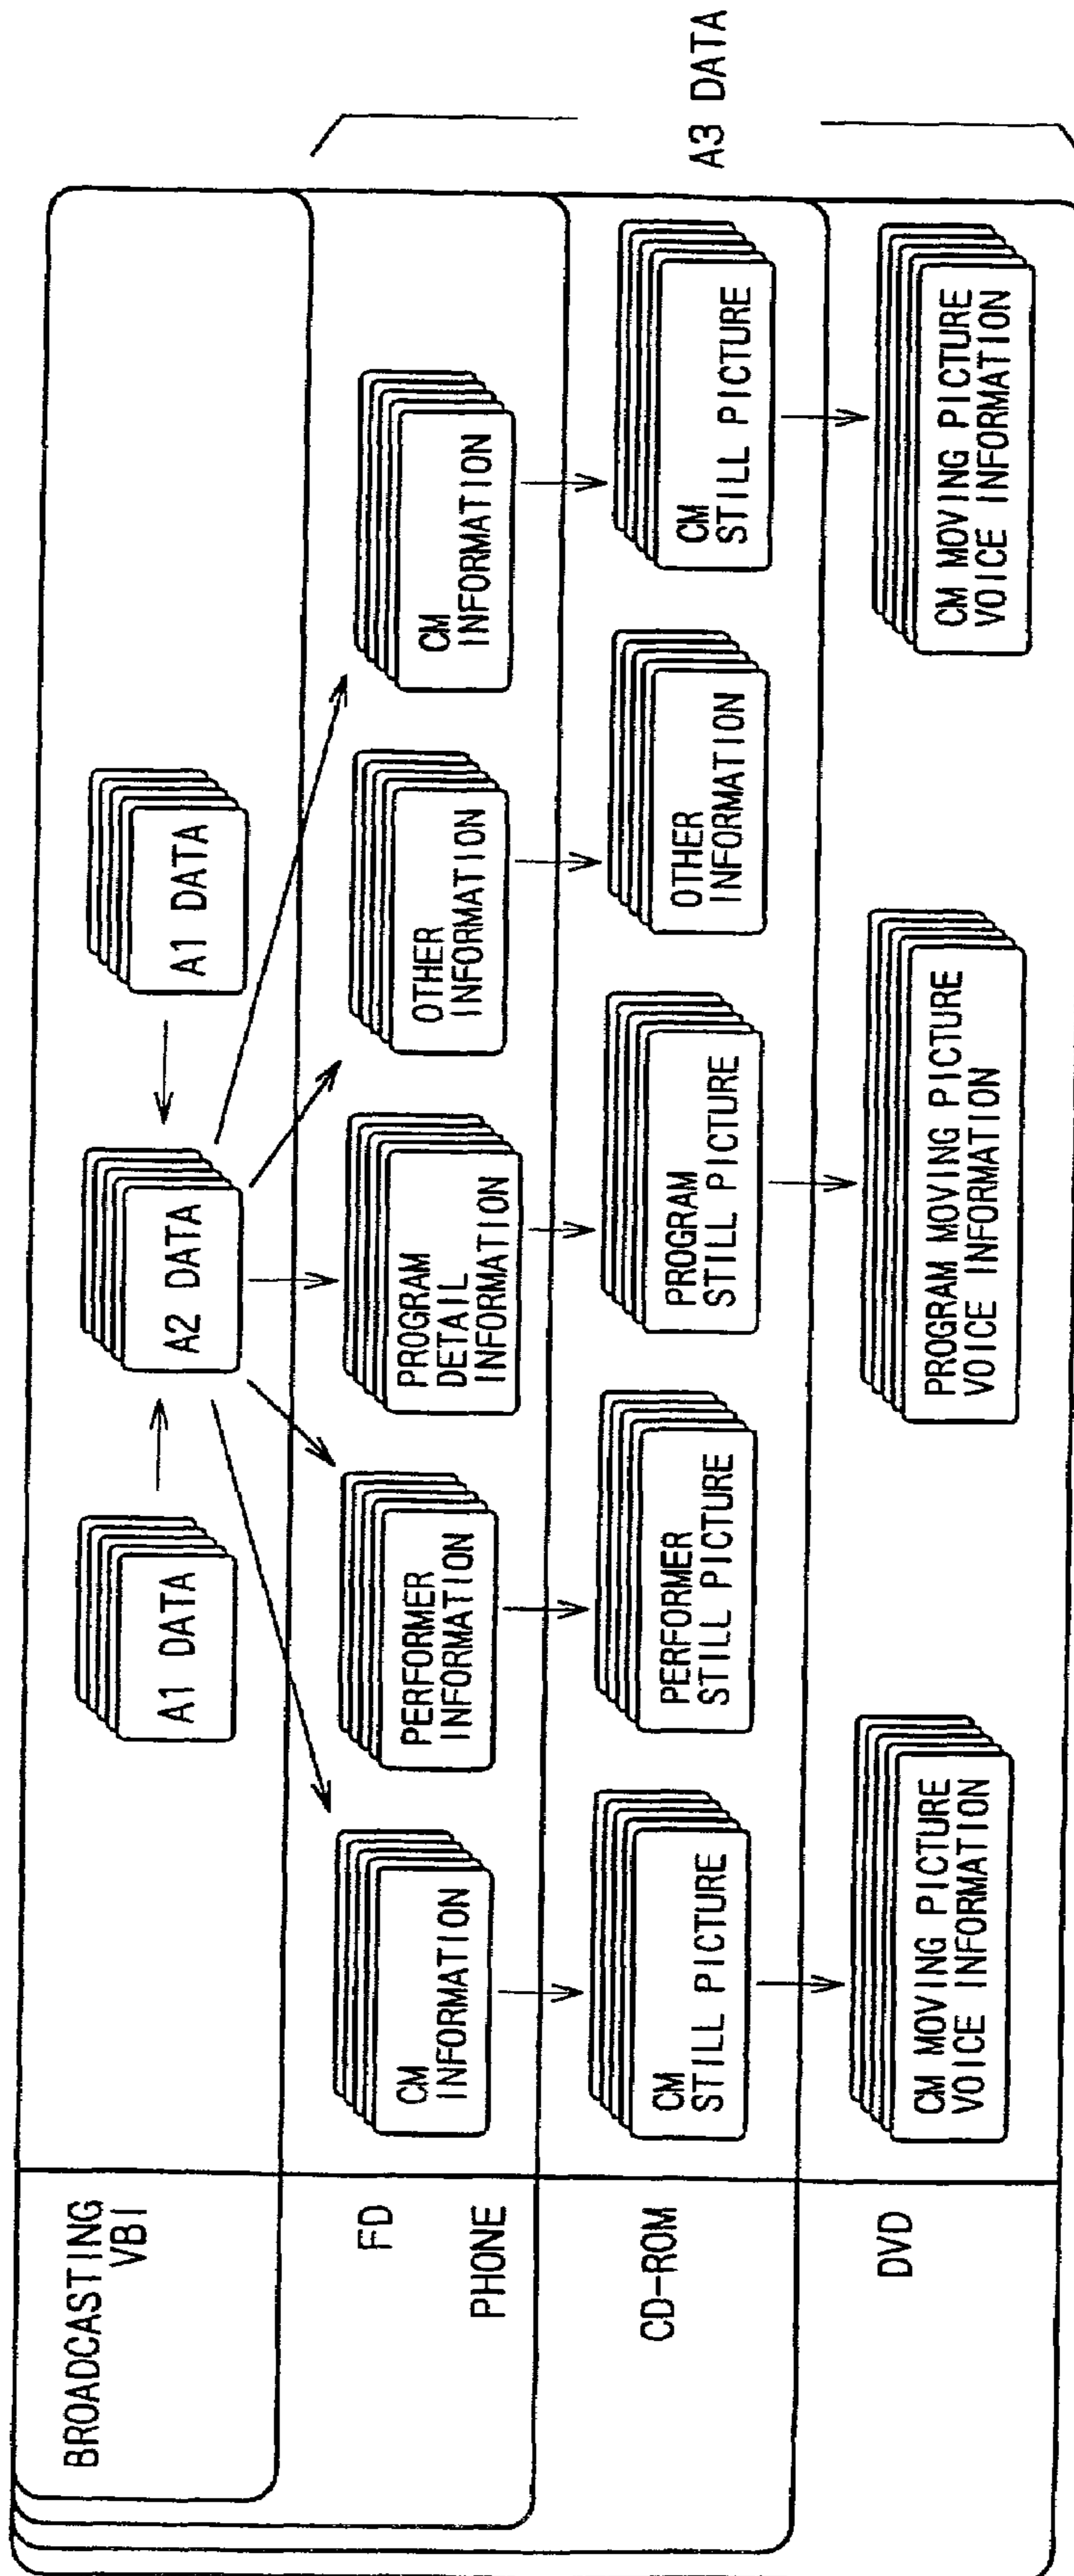 BROADCASTING
VBI
A1 DATA
A2 DATA
A1 DATA
FD
PHONE
CM
INFORMATION
PERFORMER
INFORMATION
PROGRAM
DETAIL
INFORMATION
OTHER
INFORMATION
CM
INFORMATION
A3 DATA
CD-ROM
CM
STILL PICTURE
PERFORMER
STILL PICTURE
PROGRAM
STILL PICTURE
OTHER
INFORMATION
CM
STILL PICTURE
DVD
CM MOVING PICTURE
VOICE INFORMATION
PROGRAM MOVING PICTURE
VOICE INFORMATION
CM MOVING PICTURE
VOICE INFORMATION